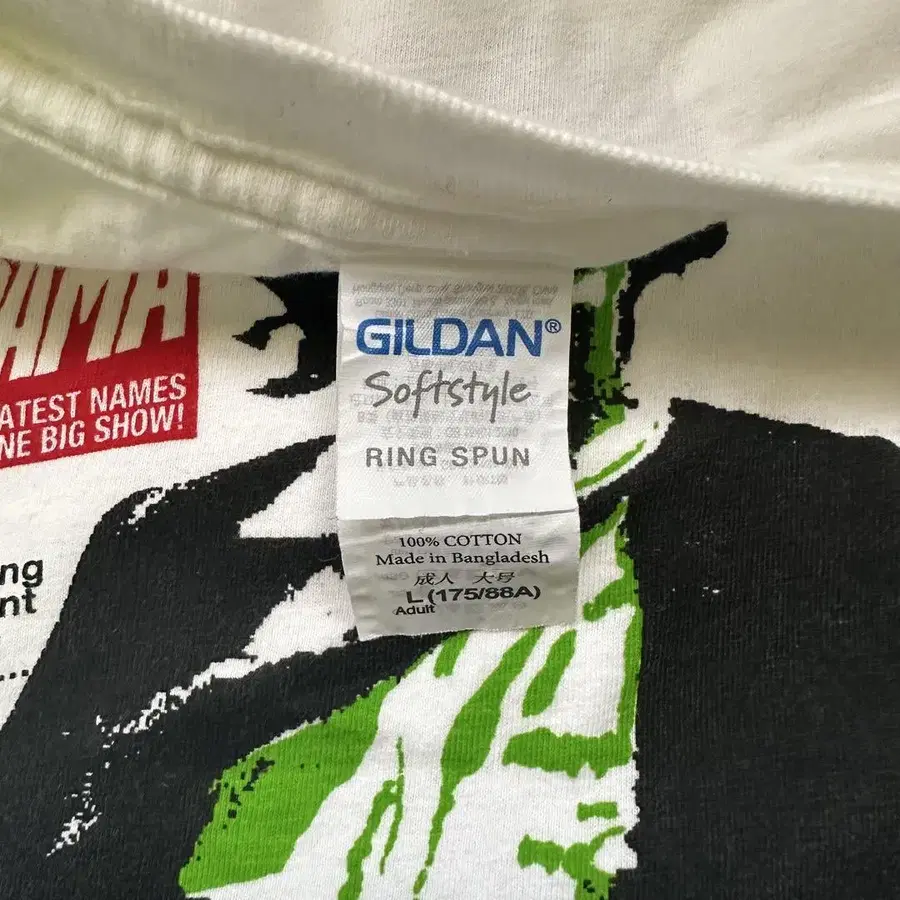 AMA
ATEST NAMES
NE BIG SHOW!
ng
nt
....
GILDAN®
Softstyle
RING SPUN
100% COTTON
Made in Bangladesh
成人 大号
L (175/88A)
Adult